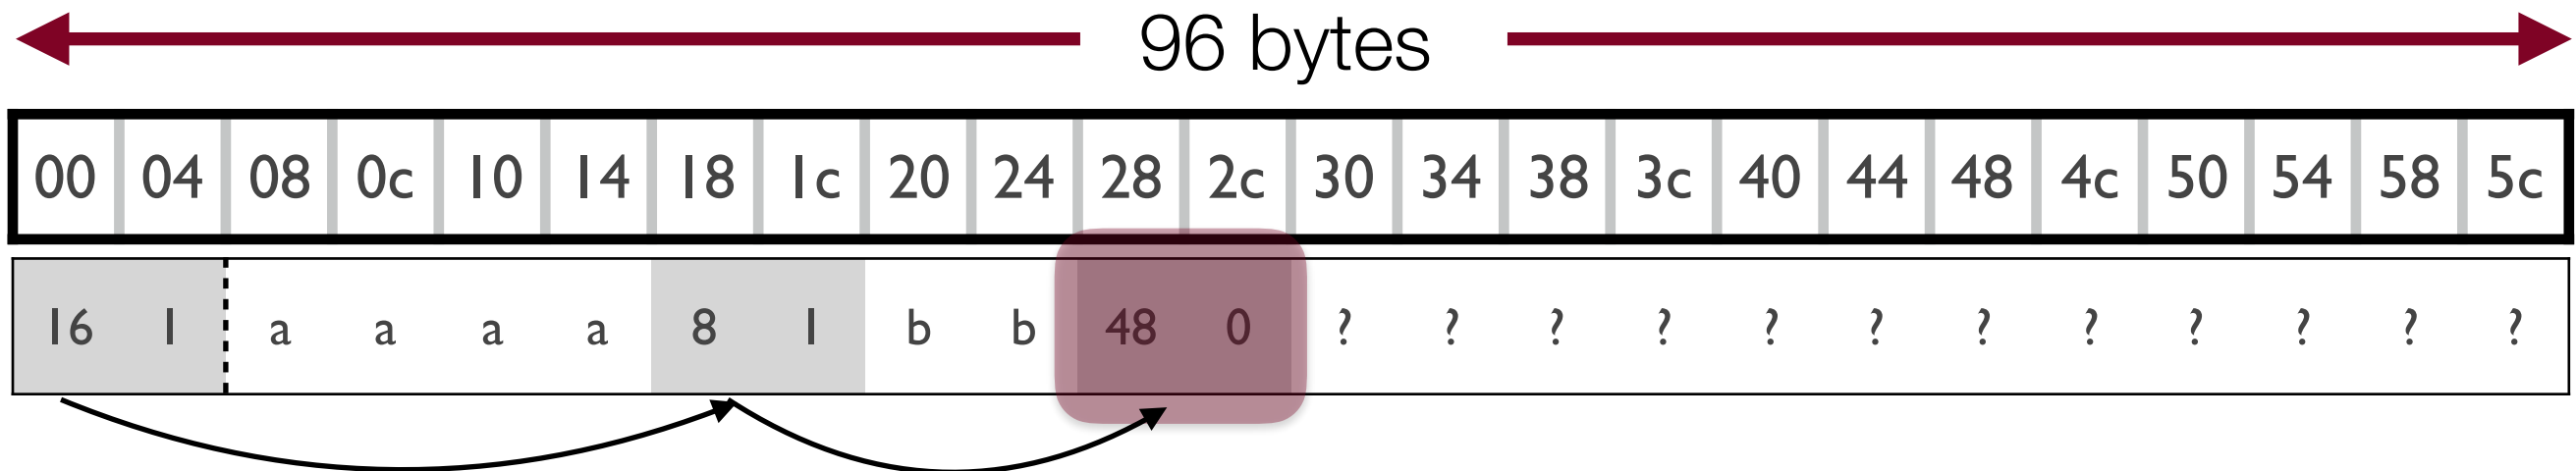 96 bytes
00 04 08 0c 10 14 18 1c 20 24 28 2c 30 34 38 3c 40 44 48 4c 50 54 58 5c
16 1 a a a a 8 1 b b 48 0 ? ? ? ? ? ? ? ? ? ? ? ?